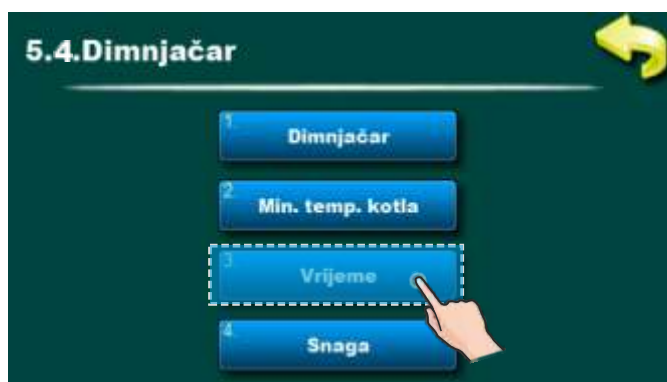 5.4.Dimnjačar
1
Dimnjačar
2
Min. temp. kotla
3
Vrijeme
4
Snaga